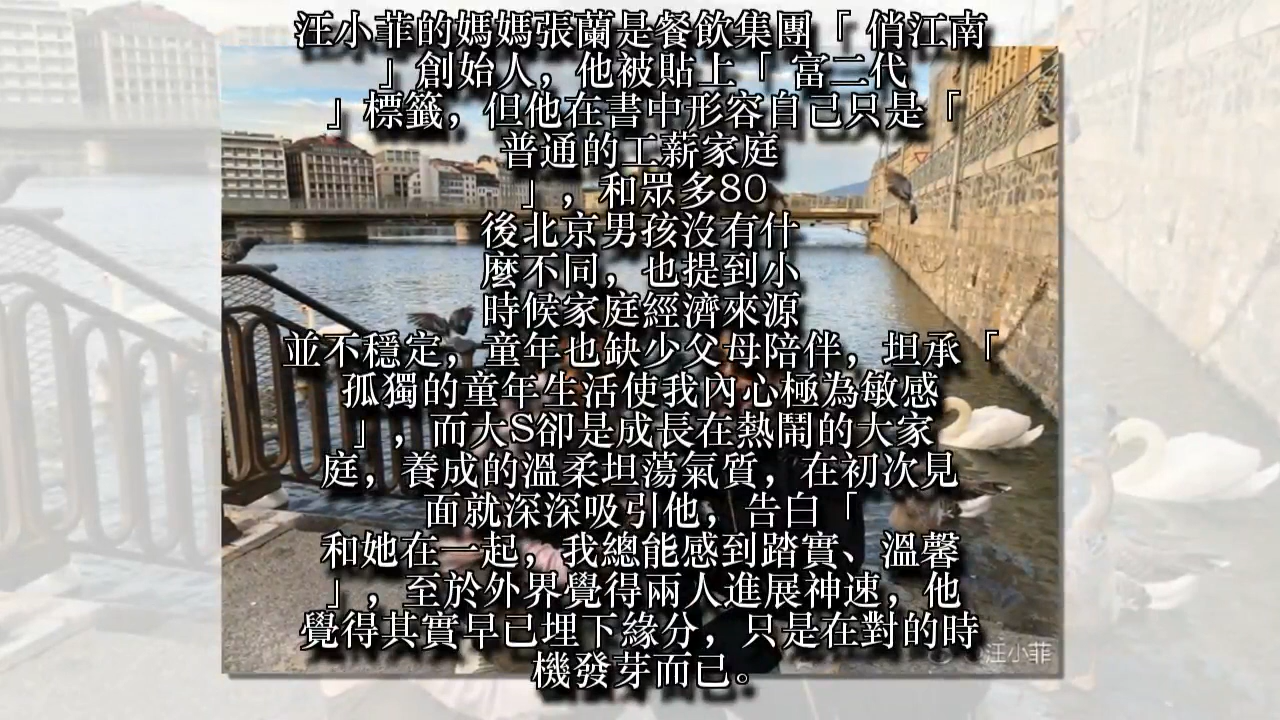 汪小菲的媽媽張蘭是餐飲集團「 俏江南
」創始人，他被貼上「 富二代
」標籤，但他在書中形容自己只是「
普通的工薪家庭
」，和眾多80
後北京男孩沒有什
麼不同，也提到小
時候家庭經濟來源
並不穩定，童年也缺少父母陪伴，坦承「
孤獨的童年生活使我內心極為敏感
」，而大S卻是成長在熱鬧的大家
庭，養成的溫柔坦蕩氣質，在初次見
面就深深吸引他，告白「
和她在一起，我總能感到踏實、溫馨
」，至於外界覺得兩人進展神速，他
覺得其實早已埋下緣分，只是在對的時
機發芽而已。
@汪小菲